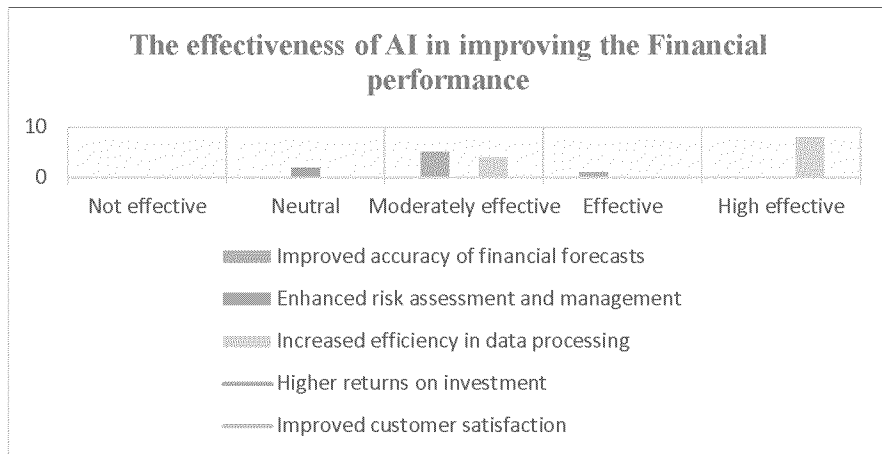 The effectiveness of AI in improving the Financial
performance
10
0
Not effective Neutral Moderately effective Effective High effective
Improved accuracy of financial forecasts
Enhanced risk assessment and management
Increased efficiency in data processing
Higher returns on investment
Improved customer satisfaction